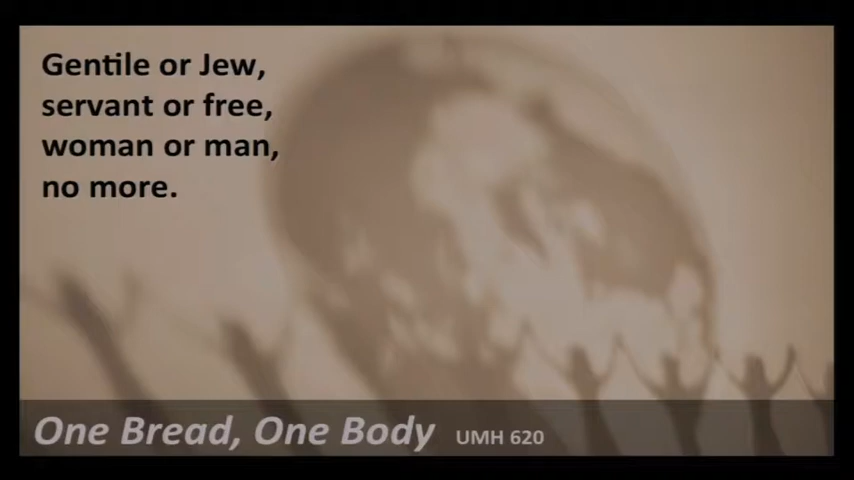 Gentile or Jew,
servant or free,
woman or man,
no more.
One Bread, One Body UMH 620